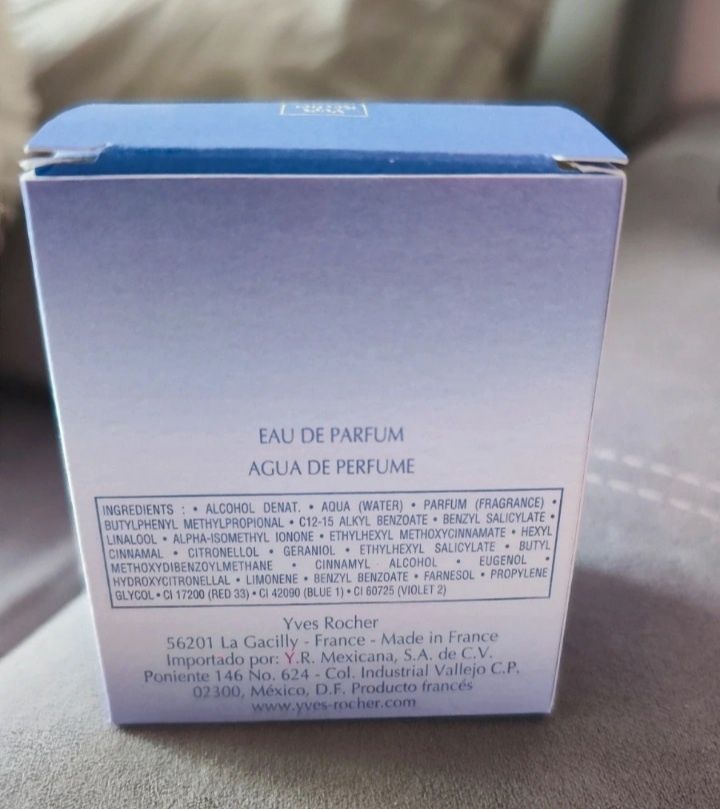 EAU DE PARFUM
AGUA DE PERFUME
INGREDIENTS : • ALCOHOL DENAT. • AQUA (WATER) • PARFUM (FRAGRANCE) •
BUTYLPHENYL METHYLPROPIONAL • C12-15 ALKYL BENZOATE • BENZYL SALICYLATE •
LINALOOL • ALPHA-ISOMETHYL IONONE • ETHYLHEXYL METHOXYCINNAMATE • HEXYL
CINNAMAL • CITRONELLOL • GERANIOL • ETHYLHEXYL SALICYLATE • BUTYL
METHOXYDIBENZOYLMETHANE • CINNAMYL ALCOHOL • EUGENOL •
HYDROXYCITRONELLAL • LIMONENE • BENZYL BENZOATE • FARNESOL • PROPYLENE
GLYCOL • CI 17200 (RED 33) • CI 42090 (BLUE 1) • CI 60725 (VIOLET 2)
Yves Rocher
56201 La Gacilly - France - Made in France
Importado por: Y.R. Mexicana, S.A. de C.V.
Poniente 146 No. 624 - Col. Industrial Vallejo C.P.
02300, México, D.F. Producto francés
www.yves-rocher.com